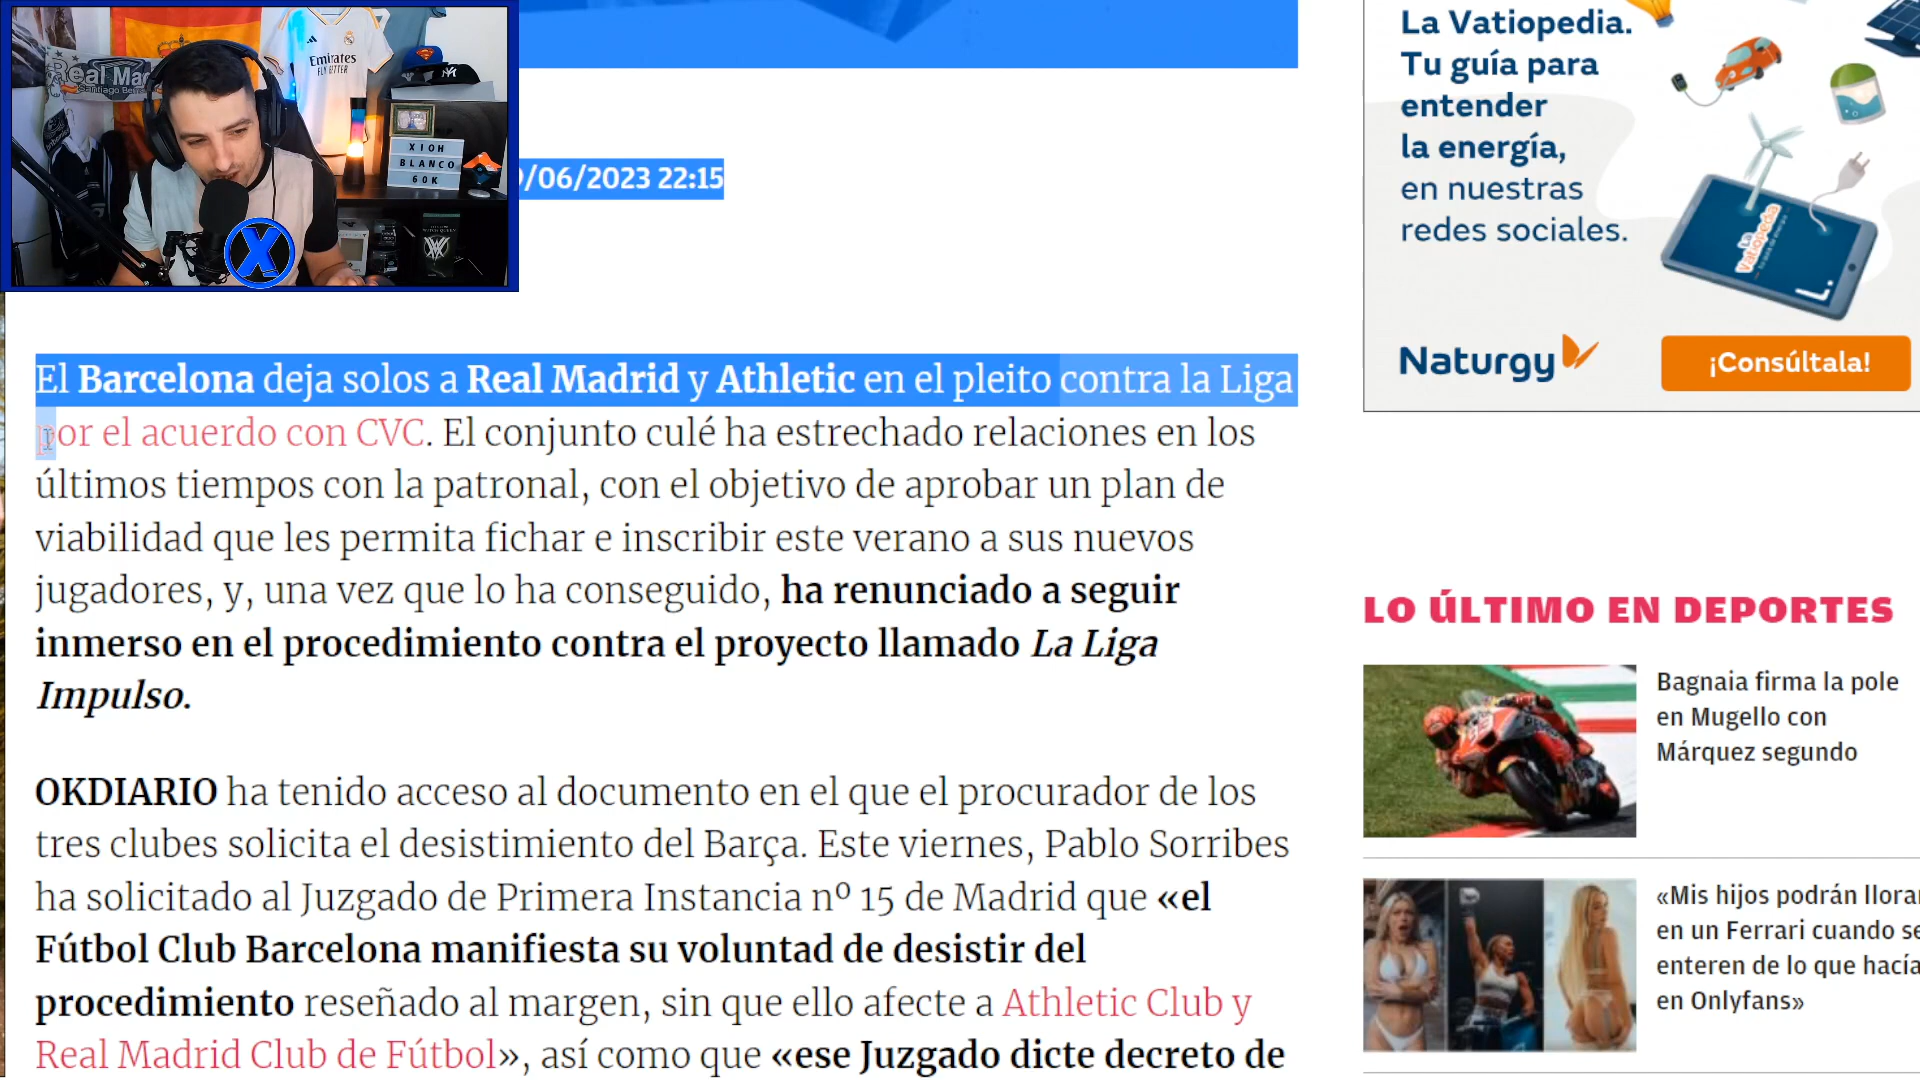 Real Mad
Santiago Bern
Emirates
FLY BETTER
XIOH
BLANCO
60K
X
/06/2023 22:15
El Barcelona deja solos a Real Madrid y Athletic en el pleito contra la Liga
por el acuerdo con CVC. El conjunto culé ha estrechado relaciones en los
últimos tiempos con la patronal, con el objetivo de aprobar un plan de
viabilidad que les permita fichar e inscribir este verano a sus nuevos
jugadores, y, una vez que lo ha conseguido, ha renunciado a seguir
inmerso en el procedimiento contra el proyecto llamado La Liga
Impulso.
OKDIARIO ha tenido acceso al documento en el que el procurador de los
tres clubes solicita el desistimiento del Barça. Este viernes, Pablo Sorribes
ha solicitado al Juzgado de Primera Instancia nº 15 de Madrid que «el
Fútbol Club Barcelona manifiesta su voluntad de desistir del
procedimiento reseñado al margen, sin que ello afecte a Athletic Club y
Real Madrid Club de Fútbol», así como que «ese Juzgado dicte decreto de
La Vatiopedia.
Tu guía para
entender
la energía,
en nuestras
redes sociales.
La
Vatiopedia
Naturgy
¡Consúltala!
LO ÚLTIMO EN DEPORTES
Bagnaia firma la pole
en Mugello con
Márquez segundo
«Mis hijos podrán llorar
en un Ferrari cuando se
enteren de lo que hacía
en Onlyfans»